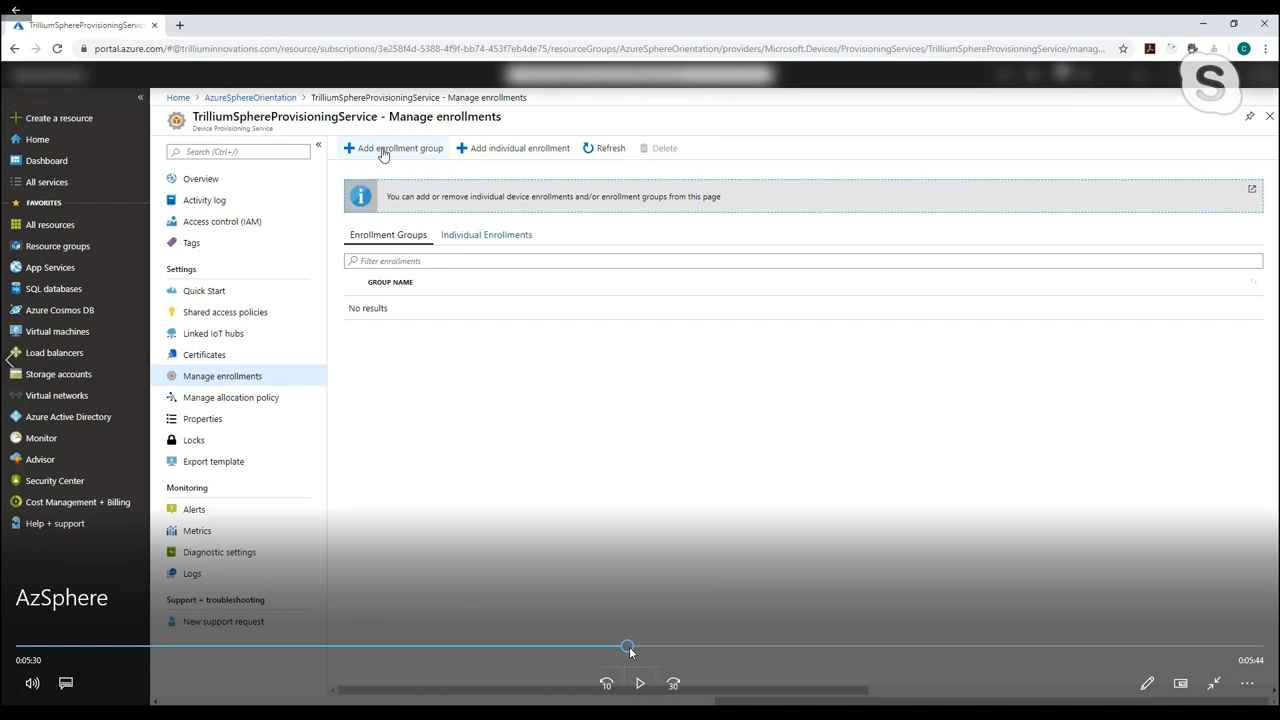 TrilliumSphereProvisioningServic
portal.azure.com/#@trilliuminnovations.com/resource/subscriptions/3e258f4d-5388-4f9f-bb74-453f7eb4de75/resourceGroups/AzureSphereOrientation/providers/Microsoft.Devices/ProvisioningServices/TrilliumSphereProvisioningService/manag...
C
S
Home > AzureSphereOrientation > TrilliumSphereProvisioningService - Manage enrollments
TrilliumSphereProvisioningService - Manage enrollments
Device Provisioning Service
Create a resource
Home
Dashboard
All services
FAVORITES
All resources
Resource groups
App Services
SQL databases
Azure Cosmos DB
Virtual machines
Load balancers
Storage accounts
Virtual networks
Azure Active Directory
Monitor
Advisor
Security Center
Cost Management + Billing
Help + support
Search (Ctrl+/)
Overview
Activity log
Access control (IAM)
Tags
Settings
Quick Start
Shared access policies
Linked IoT hubs
Certificates
Manage enrollments
Manage allocation policy
Properties
Locks
Export template
Monitoring
Alerts
Metrics
Diagnostic settings
Logs
Support + troubleshooting
New support request
Add enrollment group
Add individual enrollment
Refresh
Delete
You can add or remove individual device enrollments and/or enrollment groups from this page
Enrollment Groups
Individual Enrollments
Filter enrollments
GROUP NAME
No results
AzSphere
0:05:30
0:05:44
10
30